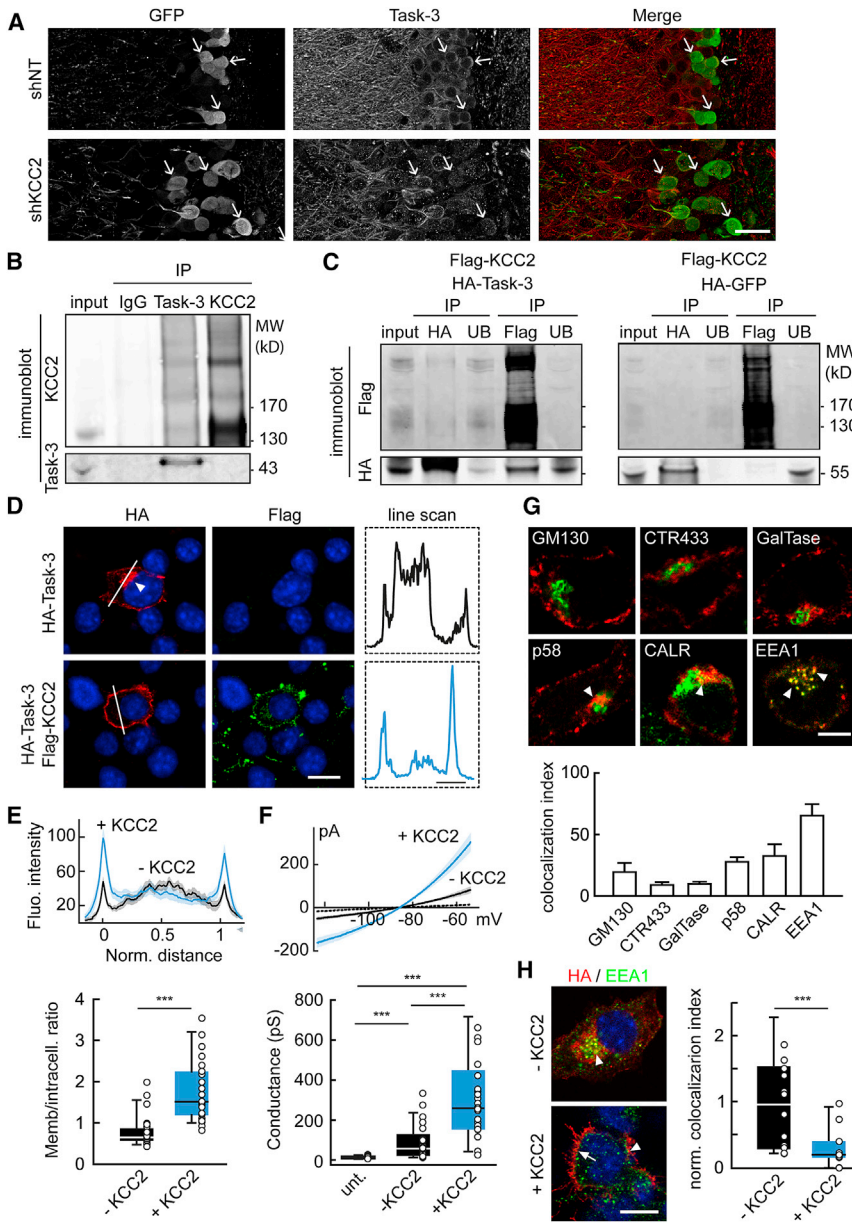 A
GFP
Task-3
Merge
shNT
shKCC2
B
IP
input
IgG
Task-3
KCC2
MW
(kD)
immunoblot
KCC2
170
130
Task-3
43
C
Flag-KCC2
HA-Task-3
IP
IP
input
HA
UB
Flag
UB
immunoblot
Flag
HA
Flag-KCC2
HA-GFP
IP
IP
input
HA
UB
Flag
UB
MW
(kD)
170
130
55
D
HA
Flag
line scan
HA-Task-3
HA-Task-3
Flag-KCC2
G
GM130
CTR433
GalTase
p58
CALR
EEA1
colocalization index
100
50
0
GM130
CTR433
GalTase
p58
CALR
EEA1
E
+ KCC2
- KCC2
Fluo. intensity
100
60
20
0
0.5
1
Norm. distance
Memb/intracell. ratio
4
3
2
1
0
***
- KCC2
+ KCC2
F
pA
+ KCC2
- KCC2
200
0
-200
-100
-80
-60
mV
Conductance (pS)
800
600
400
200
0
***
***
***
unt.
-KCC2
+KCC2
H
HA / EEA1
- KCC2
+ KCC2
norm. colocalizarion index
2
1
0
***
- KCC2
+ KCC2